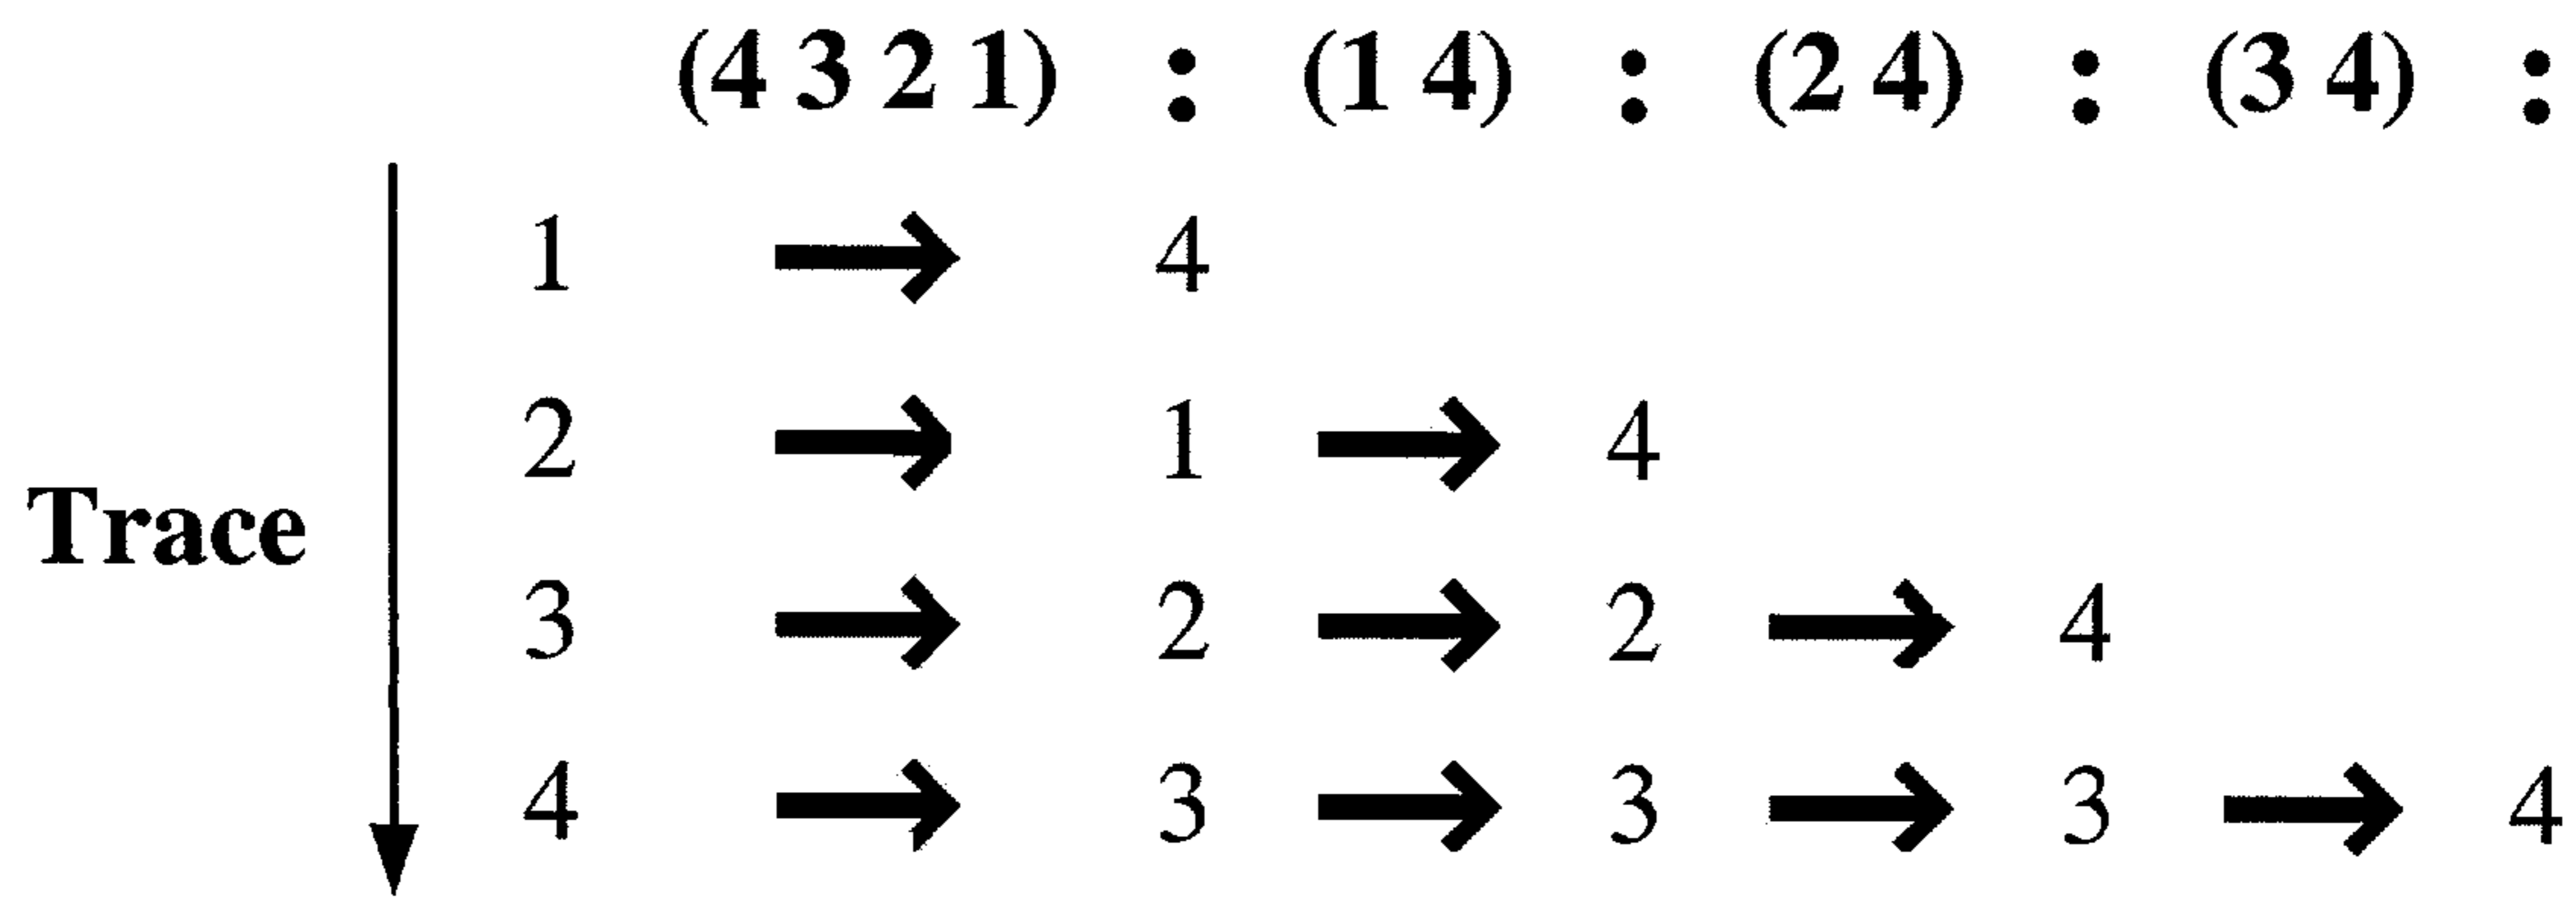 (4 3 2 1) : (1 4) : (2 4) : (3 4) :
1 → 4
2 → 1 → 4
Trace
3 → 2 → 2 → 4
4 → 3 → 3 → 3 → 4